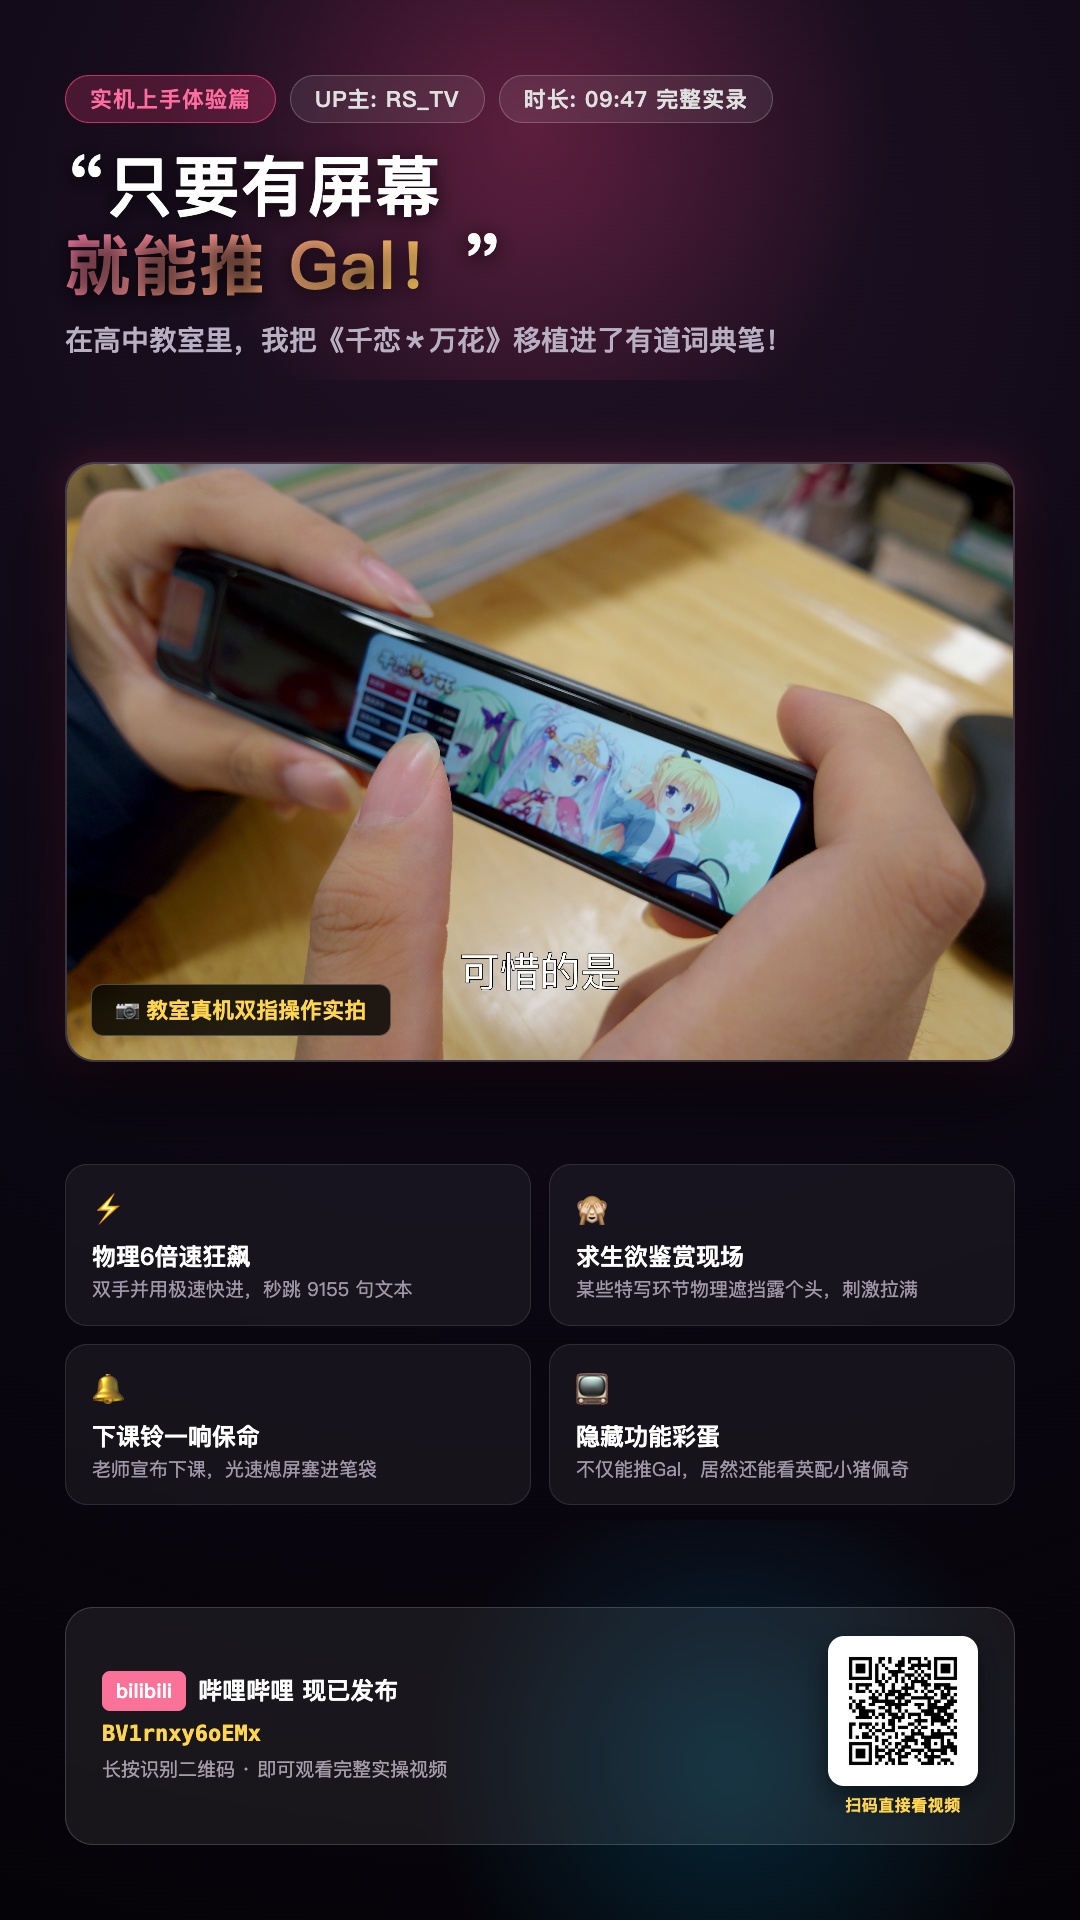 实机上手体验篇
UP主: RS_TV
时长: 09:47 完整实录
“只要有屏幕
就能推 Gal！”
在高中教室里，我把《千恋＊万花》移植进了有道词典笔！
可惜的是
教室真机双指操作实拍
物理6倍速狂飙
双手并用极速快进，秒跳 9155 句文本
求生欲鉴赏现场
某些特写环节物理遮挡露个头，刺激拉满
下课铃一响保命
老师宣布下课，光速熄屏塞进笔袋
隐藏功能彩蛋
不仅能推Gal，居然还能看英配小猪佩奇
bilibili 哔哩哔哩 现已发布
BV1rnxy6oEMx
长按识别二维码 · 即可观看完整实操视频
扫码直接看视频